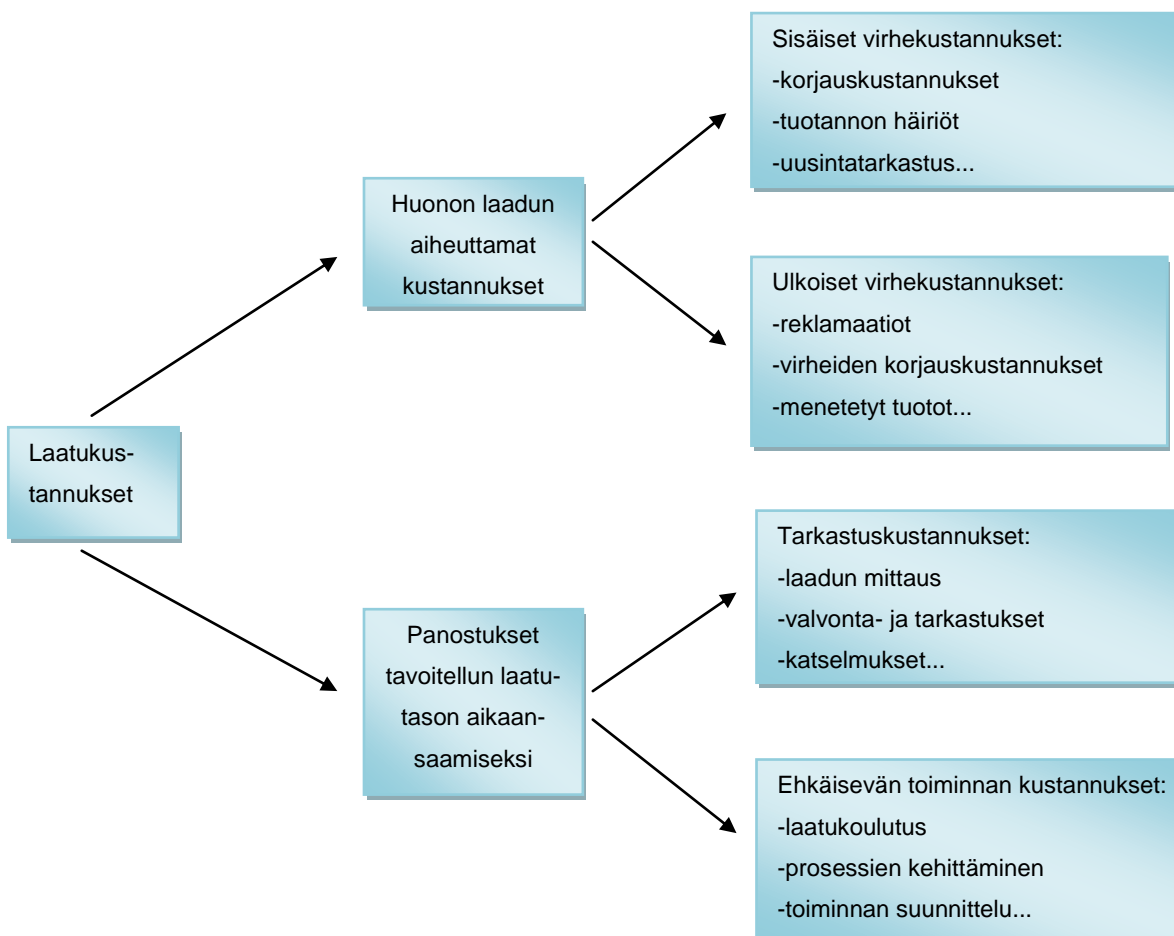 Laatukus-
tannukset
Huonon laadun
aiheuttamat
kustannukset
Sisäiset virhekustannukset:
-korjauskustannukset
-tuotannon häiriöt
-uusintatarkastus...
Ulkoiset virhekustannukset:
-reklamaatiot
-virheiden korjauskustannukset
-menetetyt tuotot...
Panostukset
tavoitellun laatu-
tason aikaan-
saamiseksi
Tarkastuskustannukset:
-laadun mittaus
-valvonta- ja tarkastukset
-katselmukset...
Ehkäisevän toiminnan kustannukset:
-laatukoulutus
-prosessien kehittäminen
-toiminnan suunnittelu...